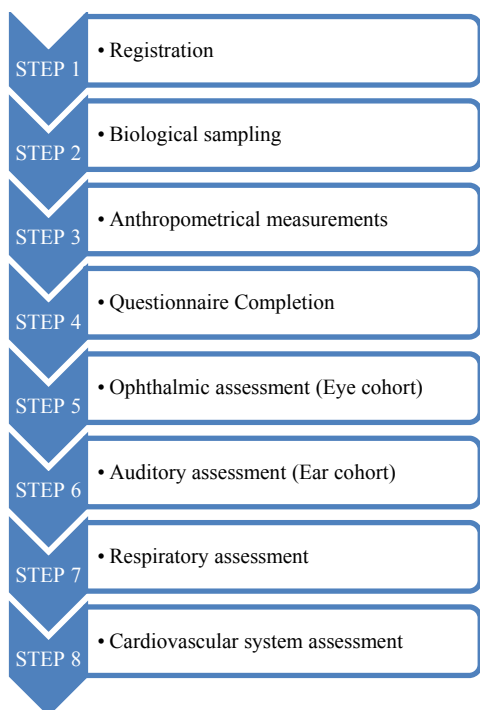 STEP 1
• Registration
STEP 2
• Biological sampling
STEP 3
• Anthropometrical measurements
STEP 4
• Questionnaire Completion
STEP 5
• Ophthalmic assessment (Eye cohort)
STEP 6
• Auditory assessment (Ear cohort)
STEP 7
• Respiratory assessment
STEP 8
• Cardiovascular system assessment